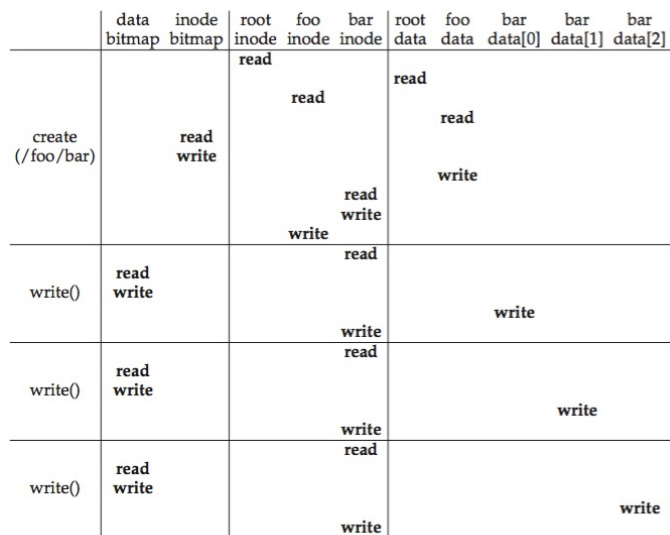 data inode root foo bar root foo bar bar bar
bitmap bitmap inode inode inode data data data[0] data[1] data[2]
read
read
read
read
create read
(/foo/bar) write
write
read
write
write
read
read
write() write
write
write
read
read
write() write
write
write
read
read
write() write
write
write